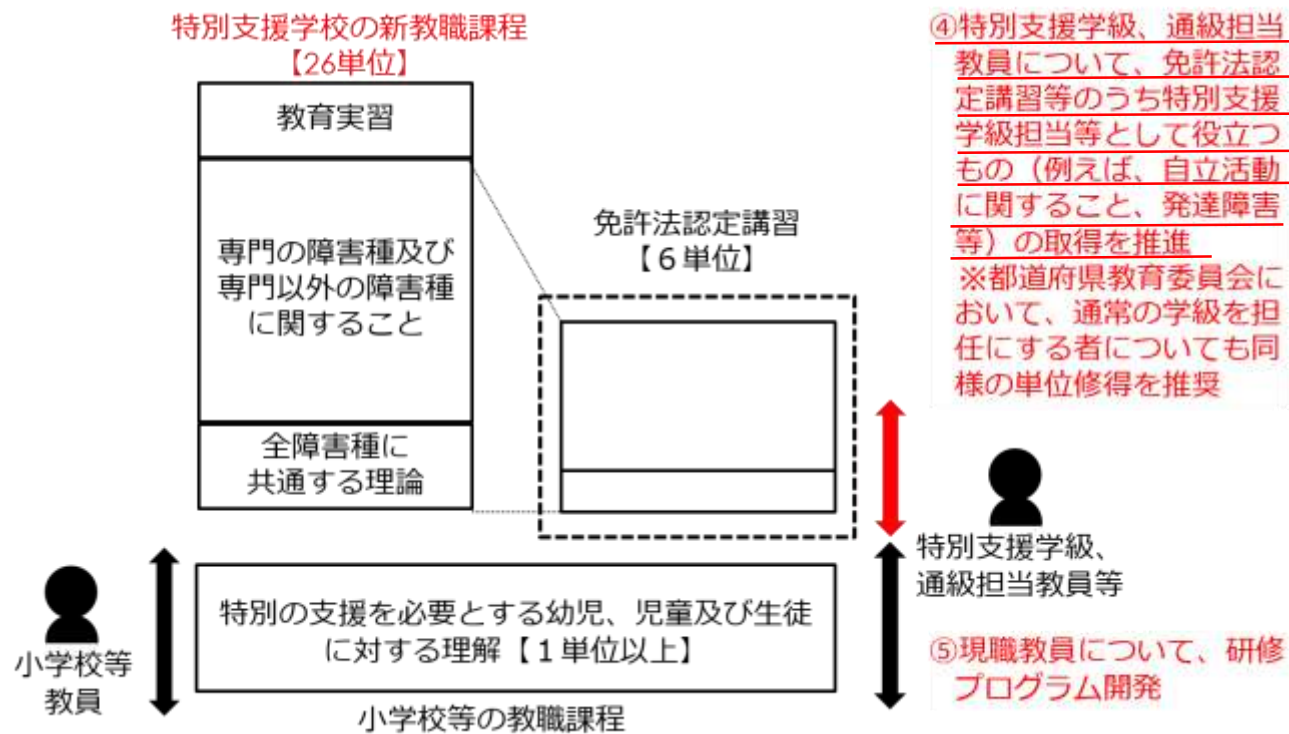 特別支援学校の新教職課程
【26単位】
教育実習
専門の障害種及び
専門以外の障害種
に関すること
全障害種に
共通する理論
免許法認定講習
【６単位】
④特別支援学級、通級担当
教員について、免許法認
定講習等のうち特別支援
学級担当等として役立つ
もの（例えば、自立活動
に関すること、発達障害
等）の取得を推進
※都道府県教育委員会に
おいて、通常の学級を担
任にする者についても同
様の単位修得を推奨
特別支援学級、
通級担当教員等
小学校等
教員
特別の支援を必要とする幼児、児童及び生徒
に対する理解【１単位以上】
小学校等の教職課程
⑤現職教員について、研修
プログラム開発